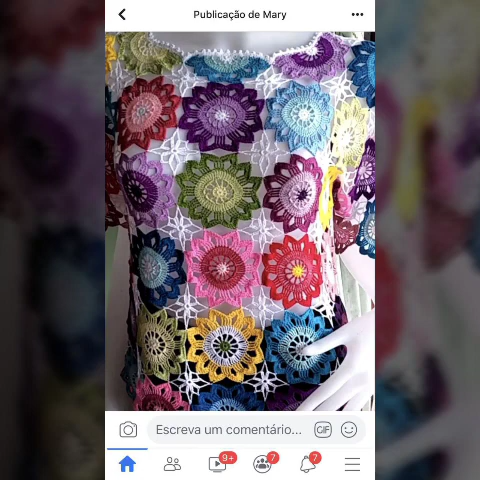 Publicação de Mary
Escreva um comentário...
GIF
9+
7
7